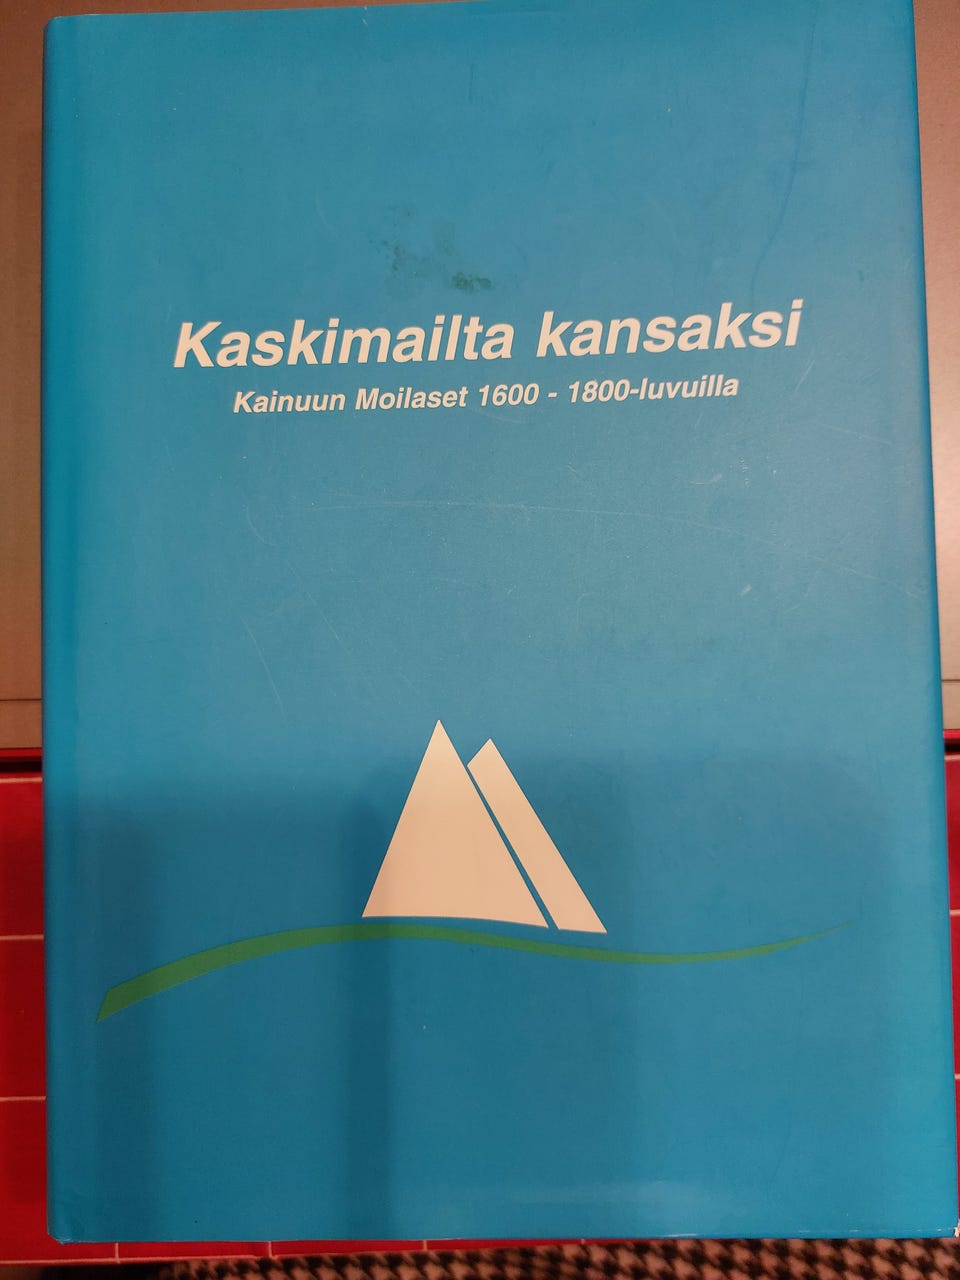 Kaskimailta kansaksi
Kainuun Moilaset 1600 - 1800-luvuilla